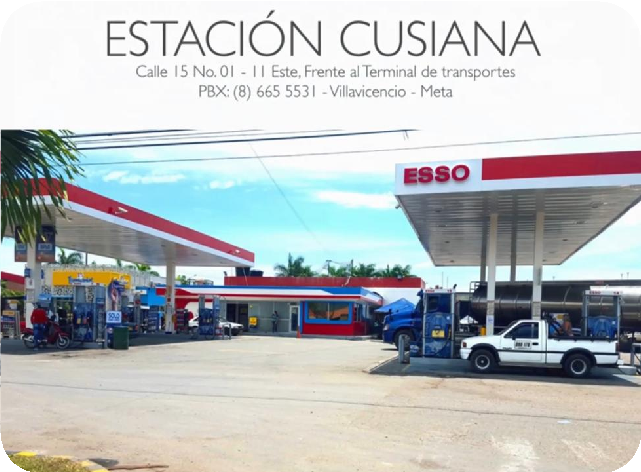 ESTACIÓN CUSIANA
Calle 15 No. 01 - 11 Este, Frente al Terminal de transportes
PBX: (8) 665 5531 - Villavicencio - Meta
ESSO